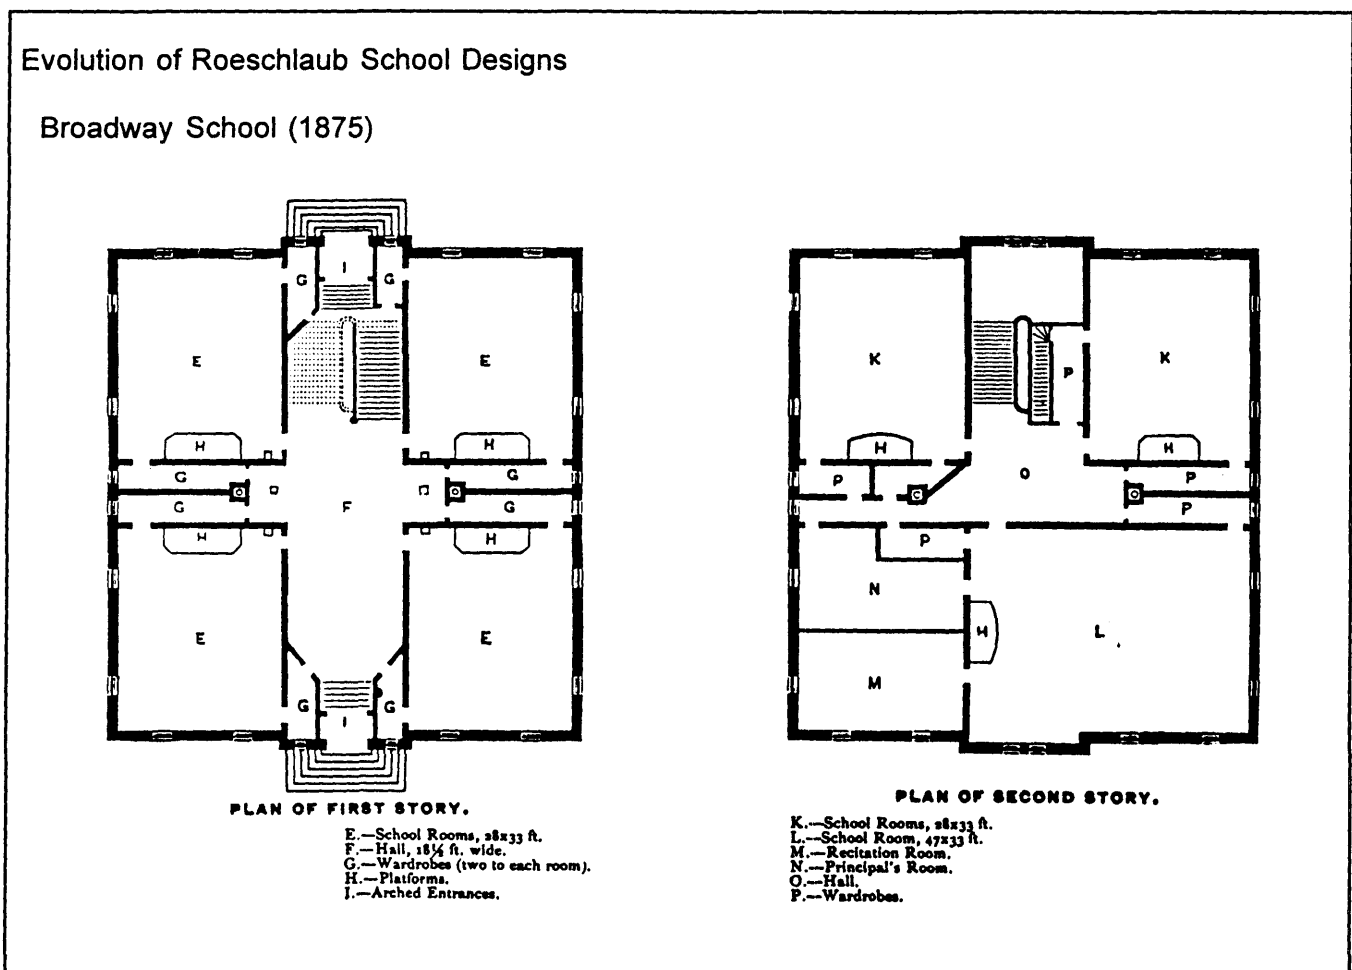 Evolution of Roeschlaub School Designs
Broadway School (1875)
I
G
G
E
E
H
H
G
G
C
C
G
G
F
H
H
E
E
G
G
I
PLAN OF FIRST STORY.
E.—School Rooms, 28x33 ft.
F.—Hall, 18½ ft. wide.
G.—Wardrobes (two to each room).
H.—Platforms.
I.—Arched Entrances.
K
P
K
H
H
P
O
P
C
C
P
P
N
H
L
M
PLAN OF SECOND STORY.
K.—School Rooms, 28x33 ft.
L.—School Room, 47x33 ft.
M.—Recitation Room.
N.—Principal's Room.
O.—Hall.
P.—Wardrobes.